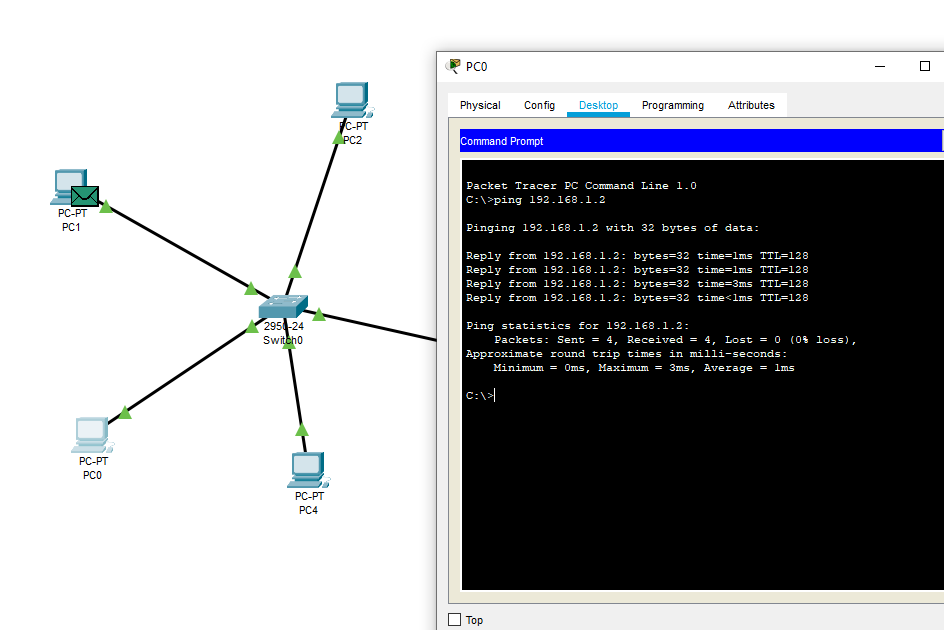 PC-PT
PC2
PC-PT
PC1
2950-24
Switch0
PC-PT
PC0
PC-PT
PC4
PC0
Physical Config Desktop Programming Attributes
Command Prompt
Packet Tracer PC Command Line 1.0
C:\>ping 192.168.1.2
Pinging 192.168.1.2 with 32 bytes of data:
Reply from 192.168.1.2: bytes=32 time=1ms TTL=128
Reply from 192.168.1.2: bytes=32 time=1ms TTL=128
Reply from 192.168.1.2: bytes=32 time=3ms TTL=128
Reply from 192.168.1.2: bytes=32 time<1ms TTL=128
Ping statistics for 192.168.1.2:
Packets: Sent = 4, Received = 4, Lost = 0 (0% loss),
Approximate round trip times in milli-seconds:
Minimum = 0ms, Maximum = 3ms, Average = 1ms
C:\>
Top